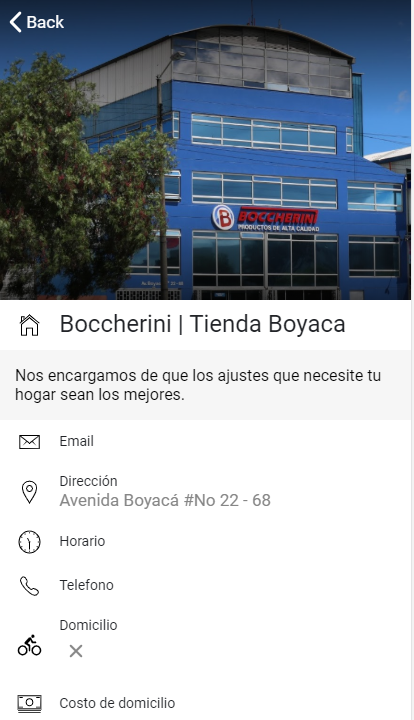 Back
BOCCHERINI
PRODUCTOS DE ALTA CALIDAD
Boccherini | Tienda Boyaca
Nos encargamos de que los ajustes que necesite tu
hogar sean los mejores.
Email
Dirección
Avenida Boyacá #No 22 - 68
Horario
Telefono
Domicilio
Costo de domicilio